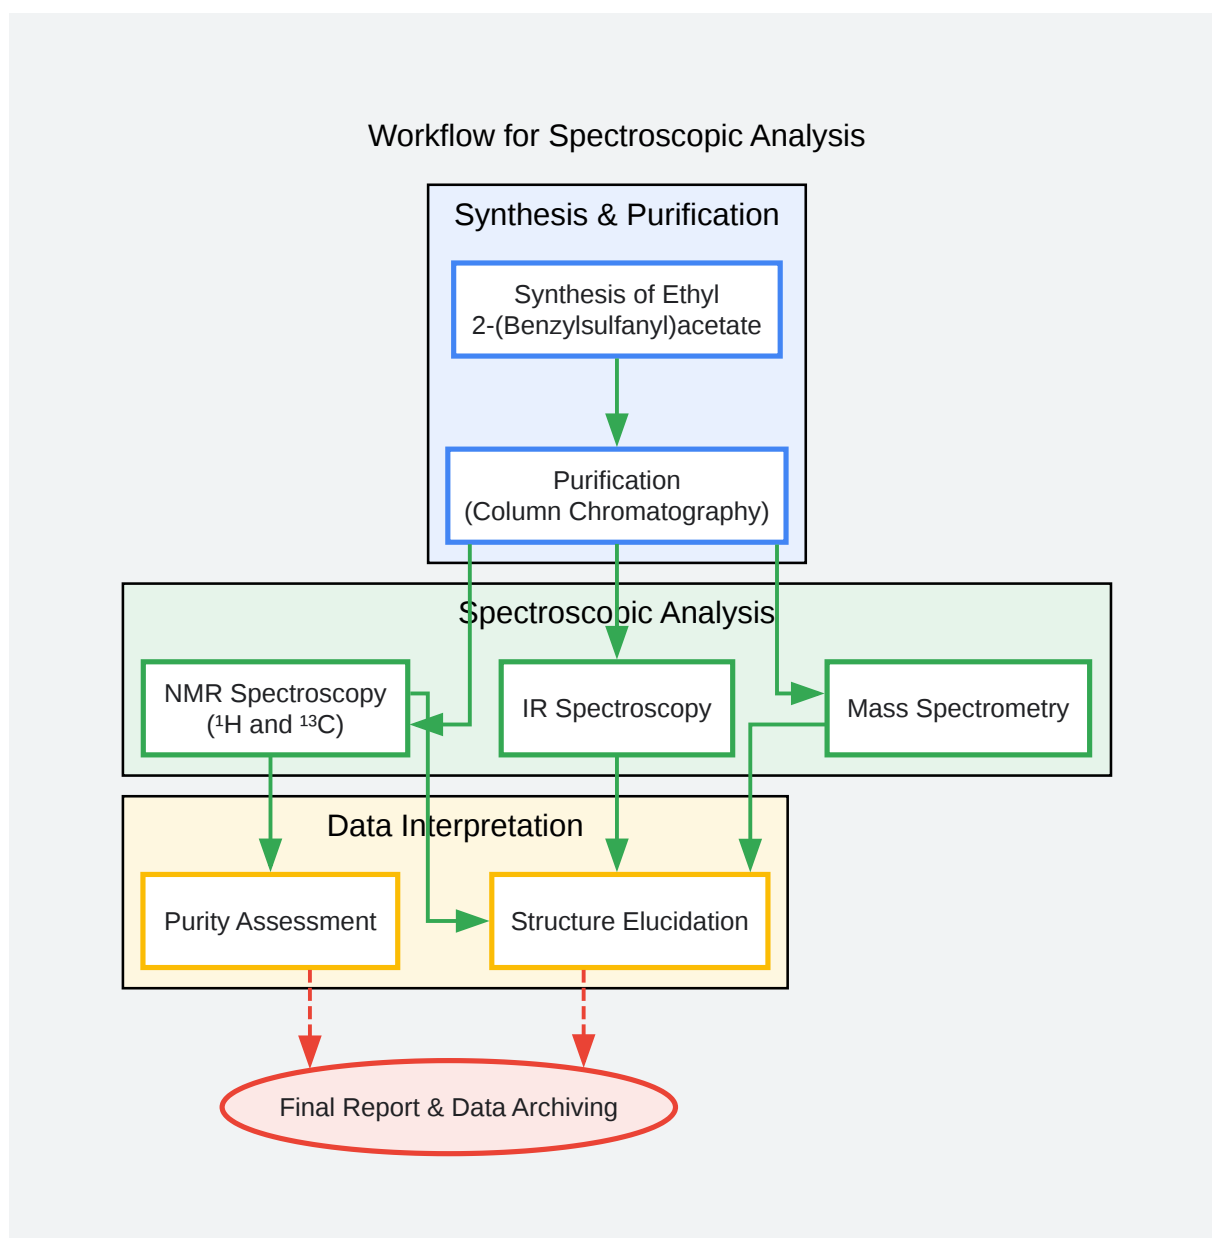 Workflow for Spectroscopic Analysis
Synthesis & Purification
Synthesis of Ethyl
2-(Benzylsulfanyl)acetate
Purification
(Column Chromatography)
Spectroscopic Analysis
NMR Spectroscopy
(¹H and ¹³C)
IR Spectroscopy
Mass Spectrometry
Data Interpretation
Purity Assessment
Structure Elucidation
Final Report & Data Archiving